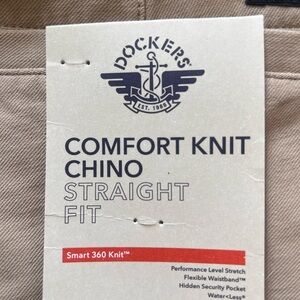 DOCKERS
EST. 1986
COMFORT KNIT
CHINO
STRAIGHT
FIT
Smart 360 Knit™
Performance Level Stretch
Flexible Waistband™
Hidden Security Pocket
Water<Less®